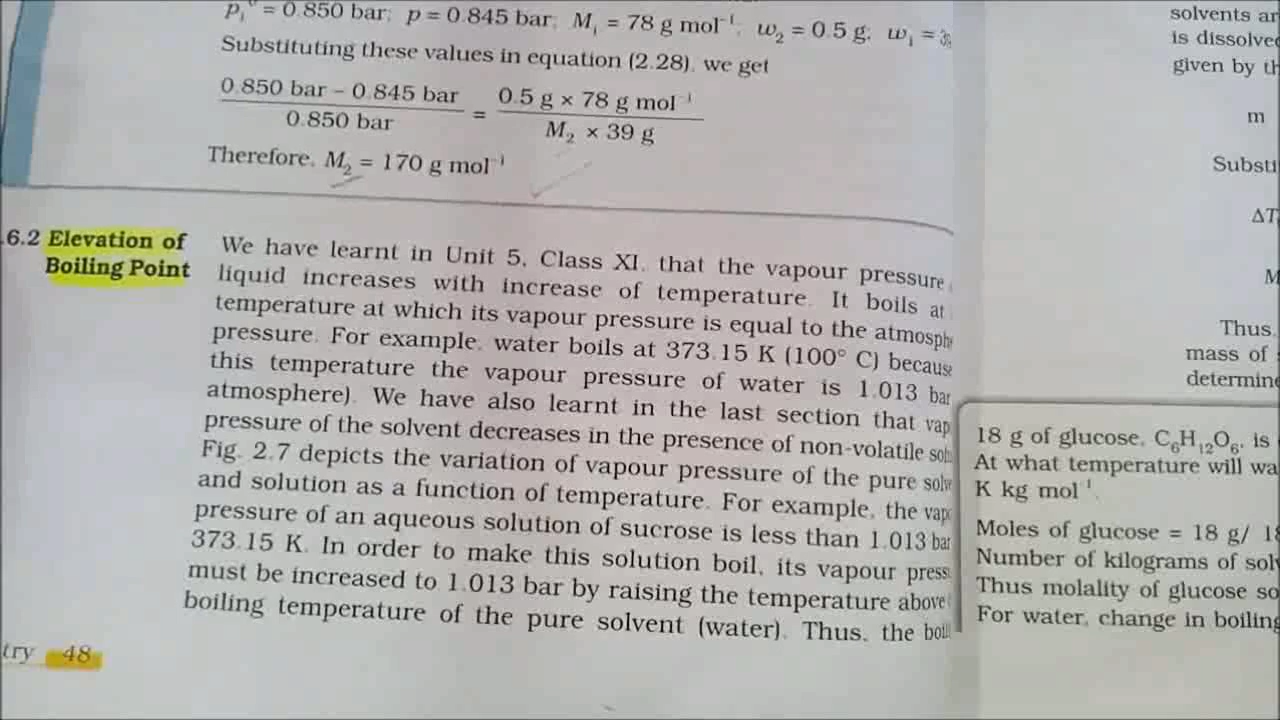 p₁⁰ = 0.850 bar; p = 0.845 bar; M₁ = 78 g mol⁻¹; w₂ = 0.5 g; w₁ =
Substituting these values in equation (2.28), we get
0.850 bar – 0.845 bar / 0.850 bar = 0.5 g × 78 g mol⁻¹ / M₂ × 39 g
Therefore, M₂ = 170 g mol⁻¹
.6.2 Elevation of
Boiling Point
We have learnt in Unit 5, Class XI, that the vapour pressure
liquid increases with increase of temperature. It boils at
temperature at which its vapour pressure is equal to the atmosph
pressure. For example, water boils at 373.15 K (100° C) because
this temperature the vapour pressure of water is 1.013 bar
atmosphere). We have also learnt in the last section that vap
pressure of the solvent decreases in the presence of non-volatile
Fig. 2.7 depicts the variation of vapour pressure of the pure solv
and solution as a function of temperature. For example, the vap
pressure of an aqueous solution of sucrose is less than 1.013 bar
373.15 K. In order to make this solution boil, its vapour press
must be increased to 1.013 bar by raising the temperature above
boiling temperature of the pure solvent (water). Thus, the boil
try 48
solvents ar
is dissolved
given by th
m
Substi
ΔT
M
Thus,
mass of
determine
18 g of glucose, C₆H₁₂O₆, is
At what temperature will wa
K kg mol⁻¹.
Moles of glucose = 18 g/ 18
Number of kilograms of solv
Thus molality of glucose so
For water, change in boiling